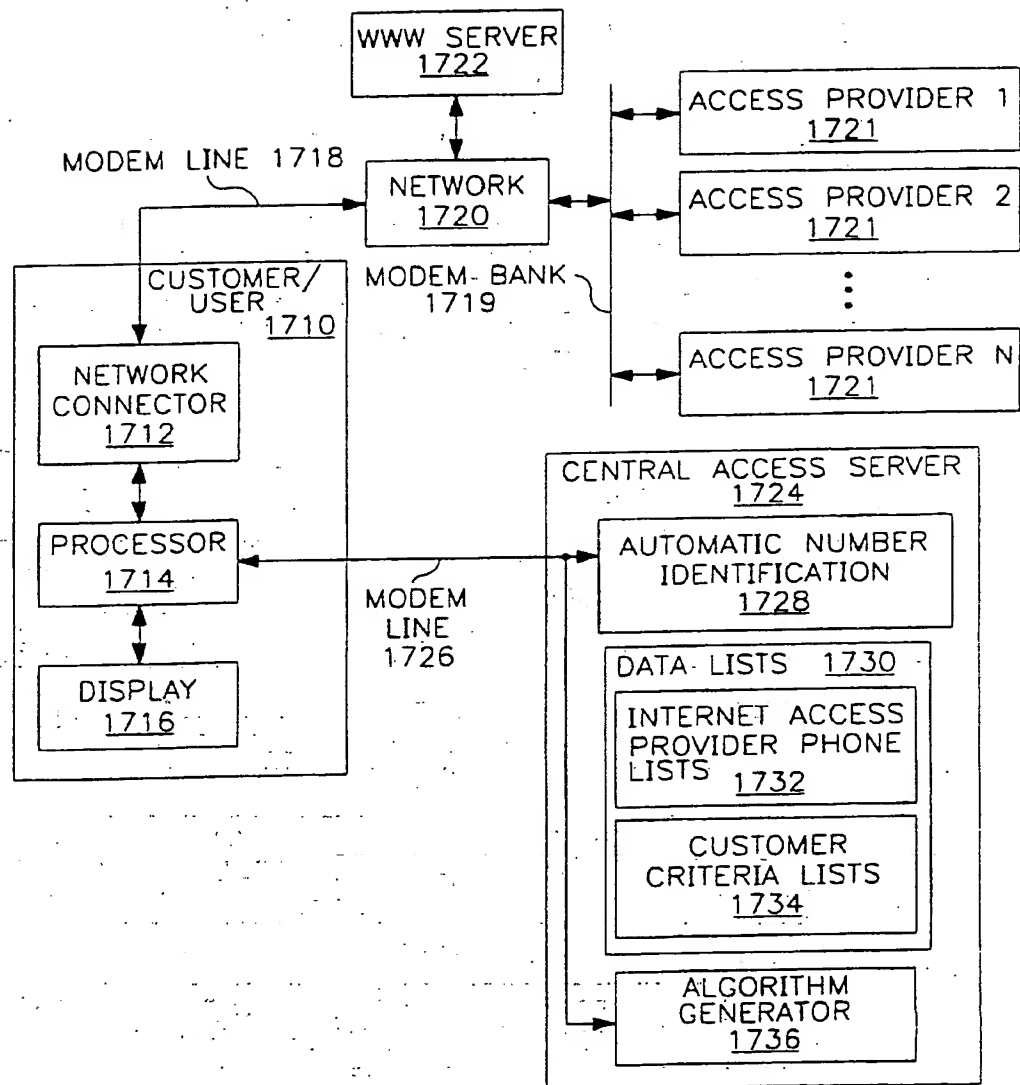 WWW SERVER
1722
ACCESS PROVIDER 1
1721
MODEM LINE 1718
NETWORK
1720
ACCESS PROVIDER 2
1721
CUSTOMER/
USER
1710
MODEM-BANK
1719
ACCESS PROVIDER N
1721
NETWORK
CONNECTOR
1712
CENTRAL ACCESS SERVER
1724
PROCESSOR
1714
AUTOMATIC NUMBER
IDENTIFICATION
1728
MODEM
LINE
1726
DATA LISTS 1730
DISPLAY
1716
INTERNET ACCESS
PROVIDER PHONE
LISTS 1732
CUSTOMER
CRITERIA LISTS
1734
ALGORITHM
GENERATOR
1736